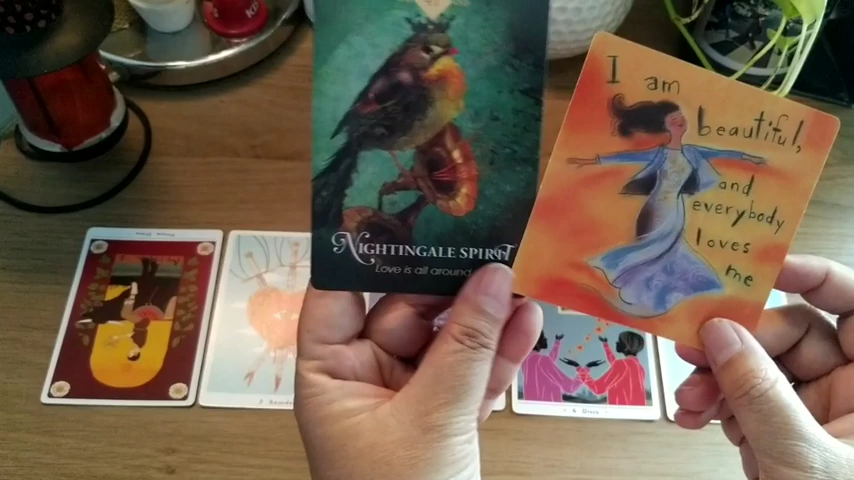 NIGHTINGALE SPIRIT
Love is all around
I am
beautiful,
and
everybody
loves
me